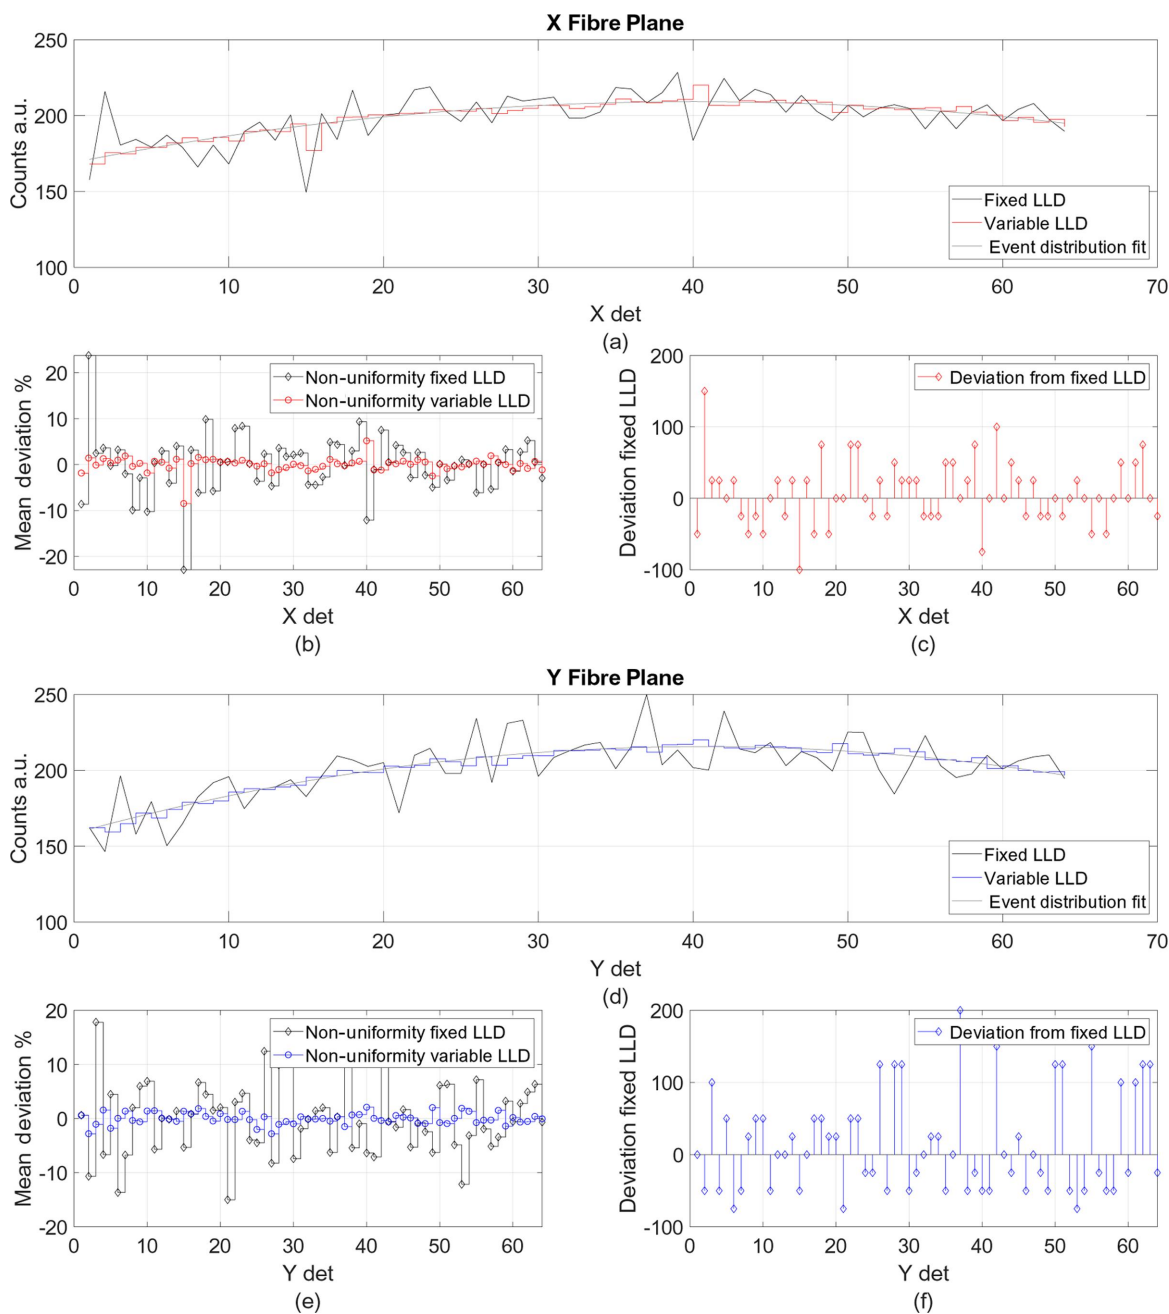 X Fibre Plane
250
200
150
100
Counts a.u.
Fixed LLD
Variable LLD
Event distribution fit
0 10 20 30 40 50 60 70
X det
(a)
20
10
0
-10
-20
Mean deviation %
Non-uniformity fixed LLD
Non-uniformity variable LLD
0 10 20 30 40 50 60
X det
(b)
200
100
0
-100
Deviation fixed LLD
Deviation from fixed LLD
0 10 20 30 40 50 60
X det
(c)
Y Fibre Plane
250
200
150
100
Counts a.u.
Fixed LLD
Variable LLD
Event distribution fit
0 10 20 30 40 50 60 70
Y det
(d)
20
10
0
-10
-20
Mean deviation %
Non-uniformity fixed LLD
Non-uniformity variable LLD
0 10 20 30 40 50 60
Y det
(e)
200
100
0
-100
Deviation fixed LLD
Deviation from fixed LLD
0 10 20 30 40 50 60
Y det
(f)